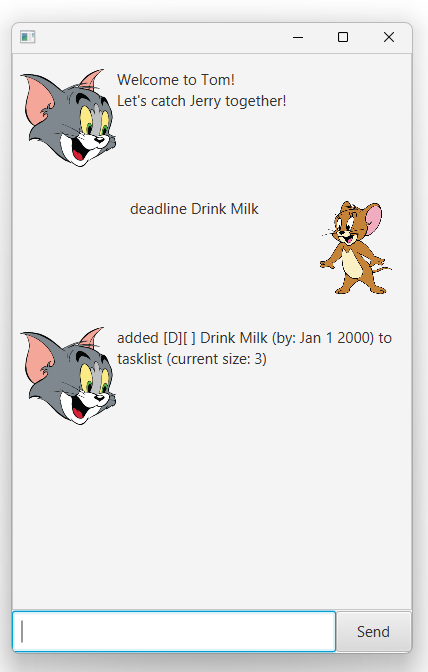 Welcome to Tom!
Let's catch Jerry together!
deadline Drink Milk
added [D][ ] Drink Milk (by: Jan 1 2000) to
tasklist (current size: 3)
Send